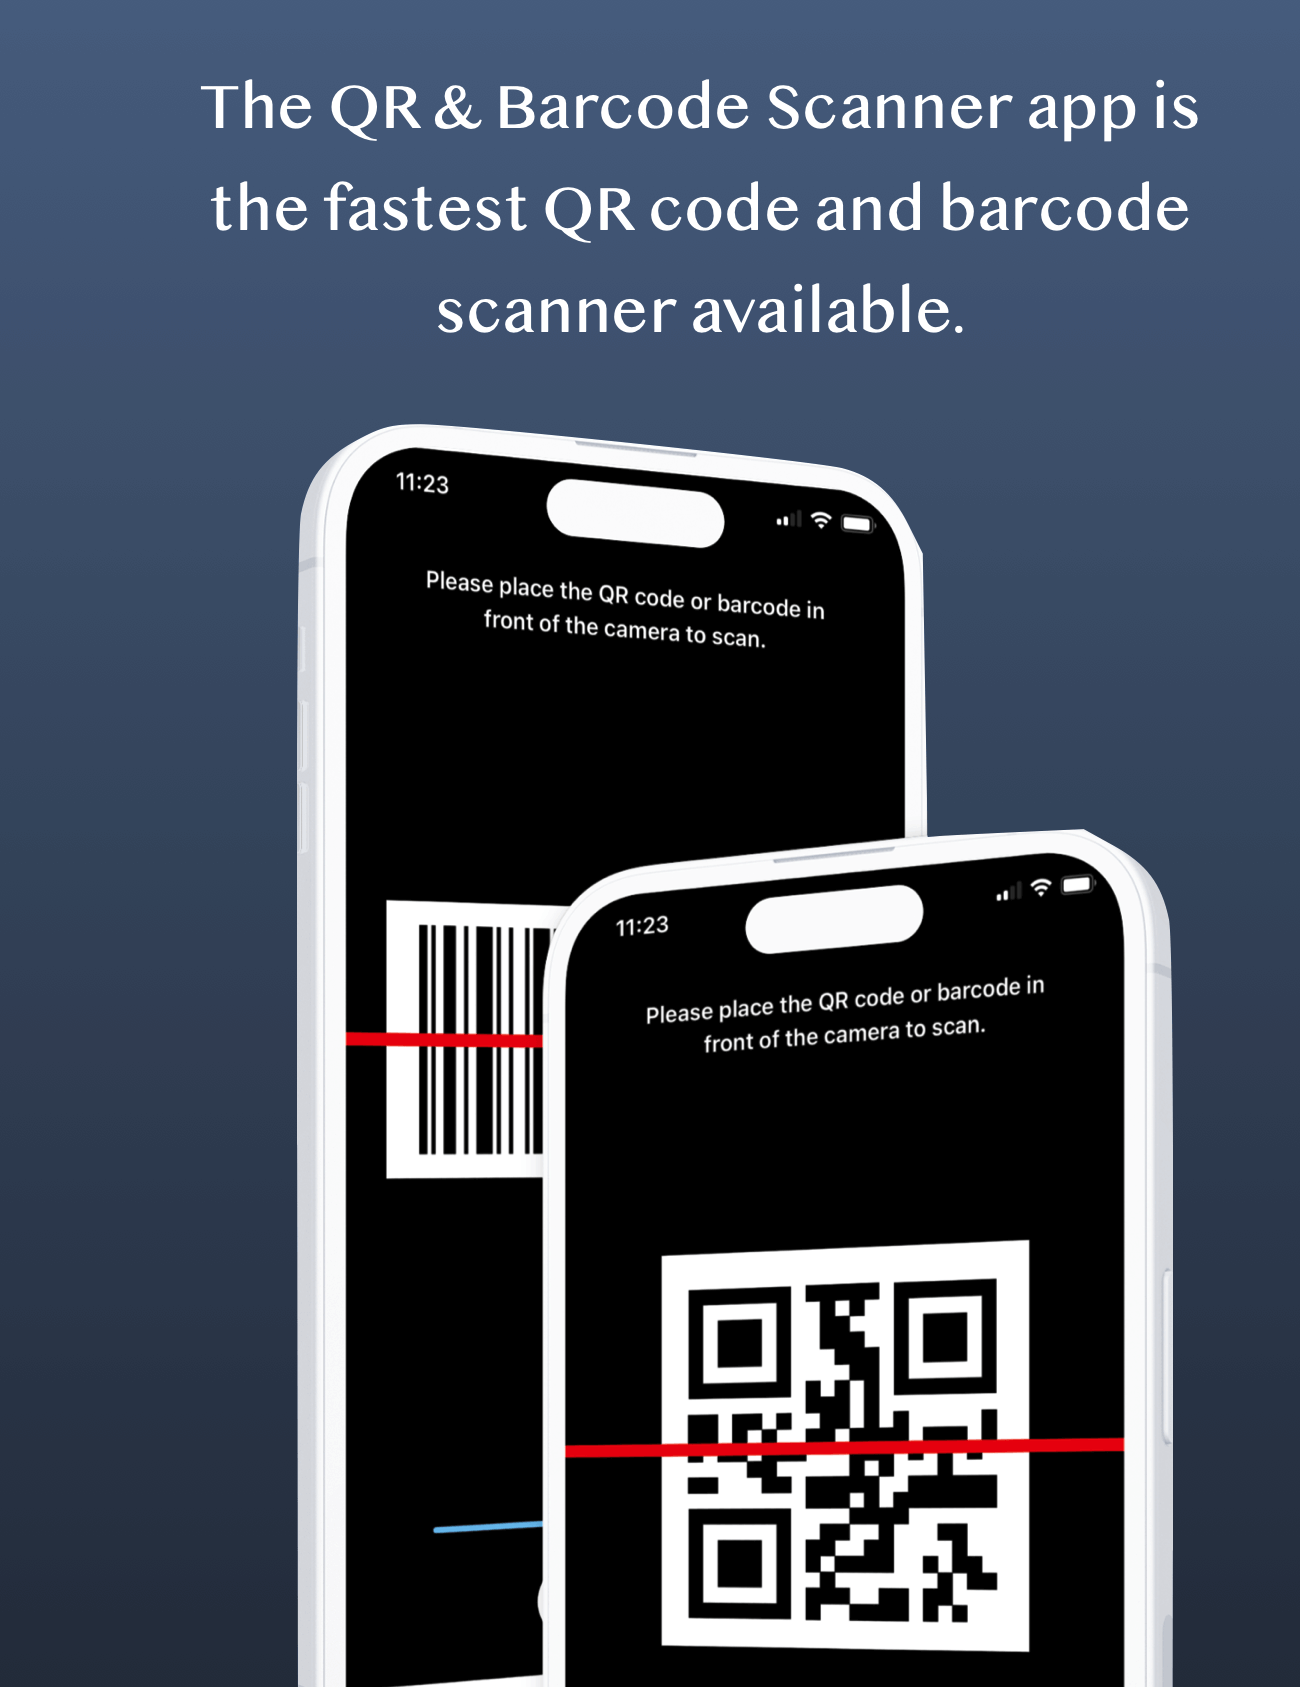 The QR & Barcode Scanner app is
the fastest QR code and barcode
scanner available.
11:23
Please place the QR code or barcode in
front of the camera to scan.
11:23
Please place the QR code or barcode in
front of the camera to scan.